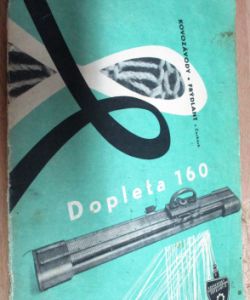 KOVOZÁVODY • FRÝDLANT
Dopleta 160